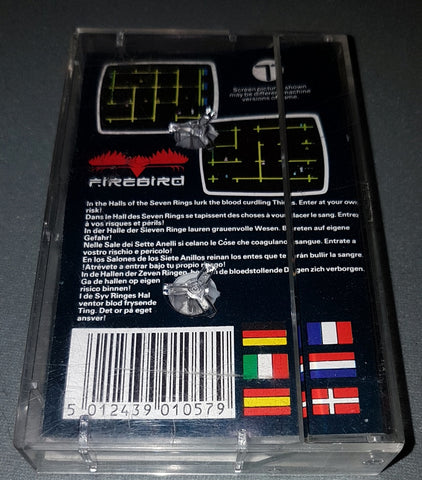 T
Screen pictures shown
may be different machine
versions of game.
FIREBIRD
In the Halls of the Seven Rings lurk the blood curdling Things. Enter at your own
risk!
Dans le Hall des Seven Rings se tapissent des choses à vous glacer le sang. Entrez
à vos risques et périls!
In der Halle der Sieven Ringe lauren grauenvolle Wesen. Betreten auf eigene
Gefahr!
Nelle Sale dei Sette Anelli si celano le Cose che coagulano sangue. Entrate a
vostro rischio e pericolo!
En los Salones de los Siete Anillos reinan los entes que te harán bullir la sangre.
!Atrévete a entrar bajo tu propio riesgo!
In de Hallen der Zeven Ringen, de bloedstollende Dingen zich verborgen.
Ga de hallen op eigen
risico binnen!
I de Syv Ringes Hal
ventor blod frysende
Ting. Det er på eget
ansver!
5 012439 010579